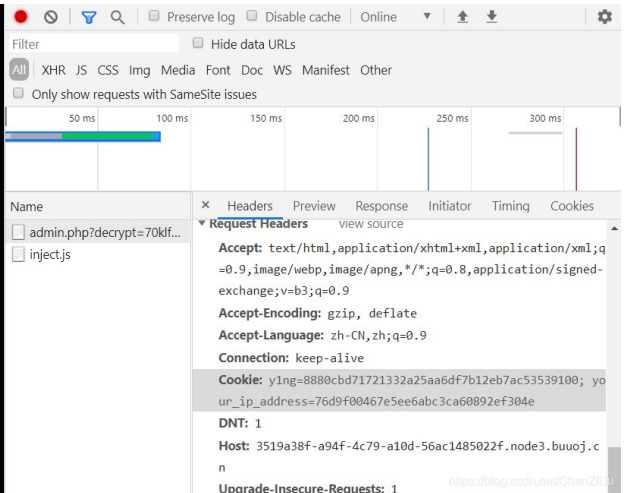 Preserve log Disable cache Online
Filter Hide data URLs
All XHR JS CSS Img Media Font Doc WS Manifest Other
Only show requests with SameSite issues
50 ms 100 ms 150 ms 200 ms 250 ms 300 ms
Name × Headers Preview Response Initiator Timing Cookies
admin.php?decrypt=70klf...
inject.js
Request Headers view source
Accept: text/html,application/xhtml+xml,application/xml;q
=0.9,image/webp,image/apng,*/*;q=0.8,application/signed-
exchange;v=b3;q=0.9
Accept-Encoding: gzip, deflate
Accept-Language: zh-CN,zh;q=0.9
Connection: keep-alive
Cookie: y1ng=8880cbd71721332a25aa6df7b12eb7ac53539100; yo
ur_ip_address=76d9f00467e5ee6abc3ca60892ef304e
DNT: 1
Host: 3519a38f-a94f-4c79-a10d-56ac1485022f.node3.buuoj.c
n
Upgrade-Insecure-Requests: 1
https://blog.csdn.net/ChenZIDu